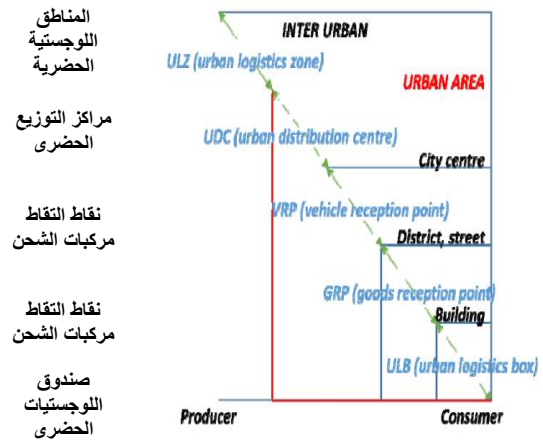 المناطق
اللوجستية
الحضرية
INTER URBAN
ULZ (urban logistics zone)
URBAN AREA
مراكز التوزيع
الحضرى
UDC (urban distribution centre)
City centre
نقاط التقاط
مركبات الشحن
VRP (vehicle reception point)
District, street
نقاط التقاط
مركبات الشحن
GRP (goods reception point)
Building
صندوق
اللوجستيات
الحضرى
ULB (urban logistics box)
Producer
Consumer